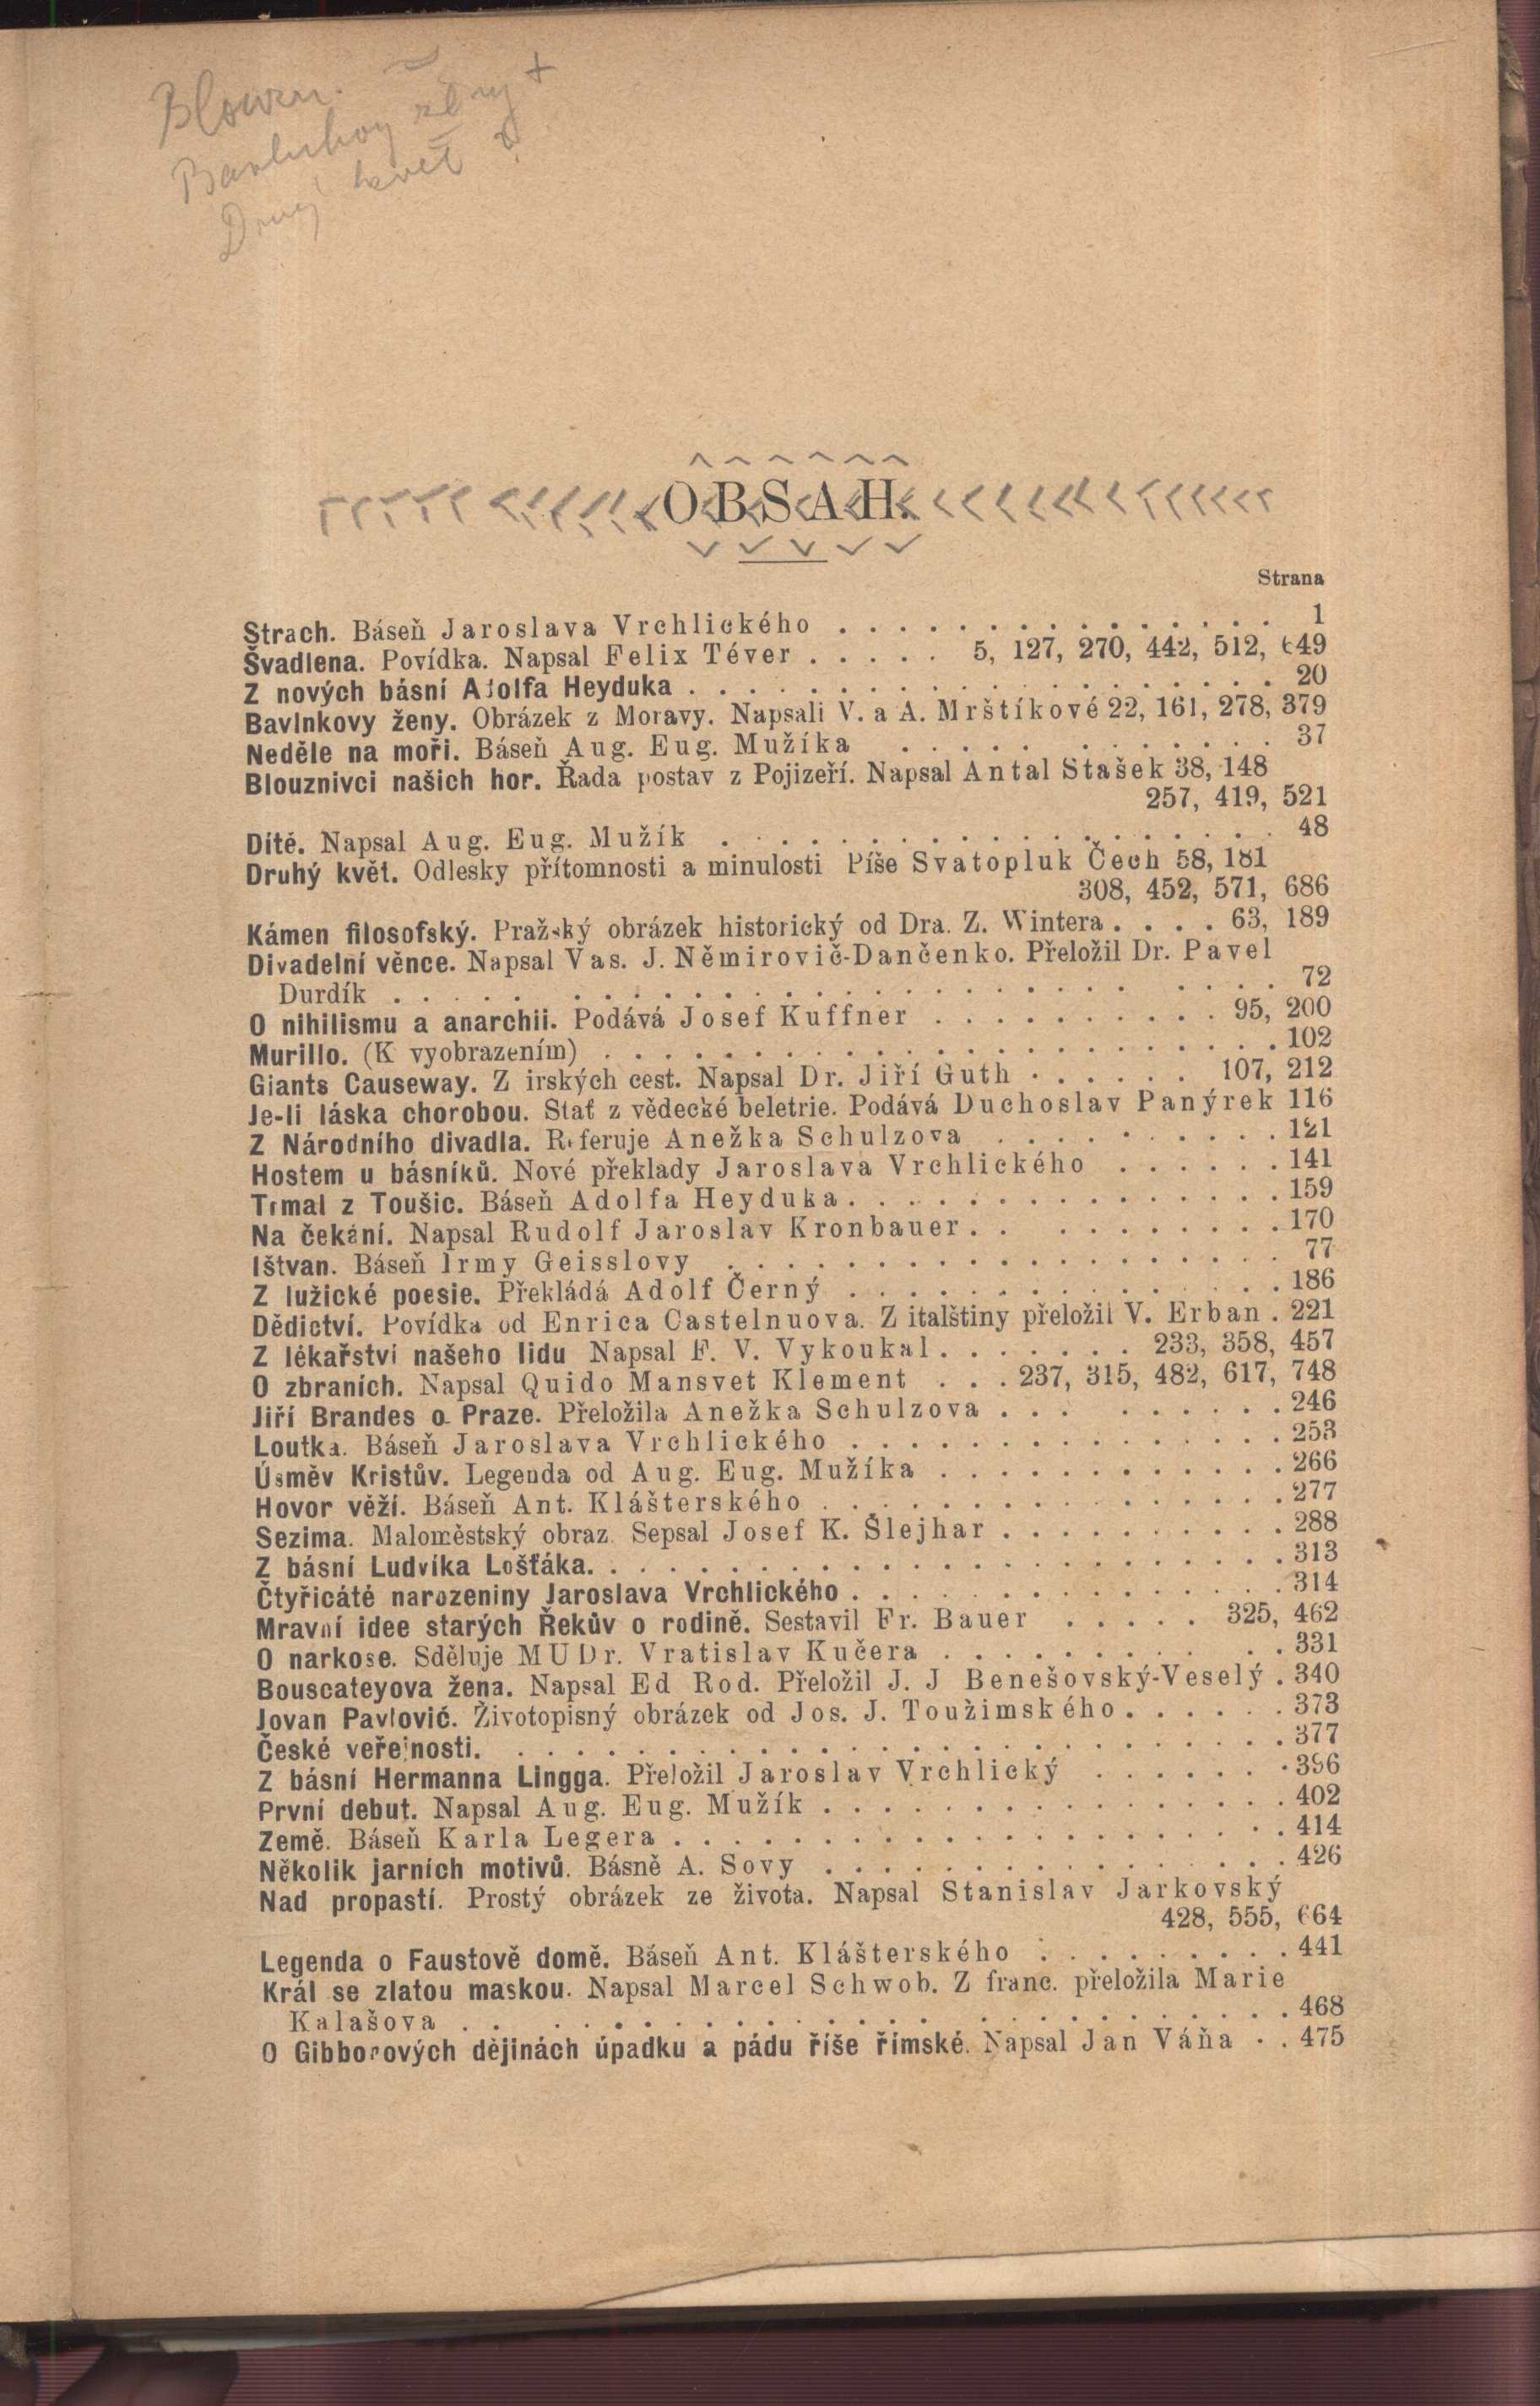 Blouzn.
Bavlnkovy ženy +
Druhý květ
OBSAH.
Strana
Strach. Báseň Jaroslava Vrchlického . . . . . . . . . . . . . . . 1
Švadlena. Povídka. Napsal Felix Téver . . . . . 5, 127, 270, 442, 512, 649
Z nových básní Adolfa Heyduka . . . . . . . . . . . . . . . . . . . . 20
Bavlnkovy ženy. Obrázek z Moravy. Napsali V. a A. Mrštíkové 22, 161, 278, 379
Neděle na moři. Báseň Aug. Eug. Mužíka . . . . . . . . . . . . 37
Blouznivci našich hor. Řada postav z Pojizeří. Napsal Antal Stašek 38, 148
257, 419, 521
Dítě. Napsal Aug. Eug. Mužík . . . . . . . . . . . . . . . . . . . 48
Druhý květ. Odlesky přítomnosti a minulosti Píše Svatopluk Čech 58, 181
308, 452, 571, 686
Kámen filosofský. Pražský obrázek historický od Dra. Z. Wintera . . . . 63, 189
Divadelní věnce. Napsal Vas. J. Němirovič-Dančenko. Přeložil Dr. Pavel
Durdík . . . . . . . . . . . . . . . . . . . . . . . . . . . . 72
O nihilismu a anarchii. Podává Josef Kuffner . . . . . . . . . . 95, 200
Murillo. (K vyobrazením) . . . . . . . . . . . . . . . . . . . . . . . 102
Giants Causeway. Z irských cest. Napsal Dr. Jiří Guth . . . . . . 107, 212
Je-li láska chorobou. Stať z vědecké beletrie. Podává Duchoslav Panýrek 116
Z Národního divadla. Referuje Anežka Schulzova . . . . . . . . . . 121
Hostem u básníků. Nové překlady Jaroslava Vrchlického . . . . . . 141
Trmal z Toušic. Báseň Adolfa Heyduka . . . . . . . . . . . . . . . 159
Na čekání. Napsal Rudolf Jaroslav Kronbauer . . . . . . . . . . 170
Ištvan. Báseň Irmy Geisslovy . . . . . . . . . . . . . . . . . . . 77
Z lužické poesie. Překládá Adolf Černý . . . . . . . . . . . . . . . 186
Dědictví. Povídka od Enrica Castelnuova. Z italštiny přeložil V. Erban . 221
Z lékařství našeho lidu Napsal F. V. Vykoukal . . . . . . . 233, 358, 457
O zbraních. Napsal Quido Mansvet Klement . . . 237, 315, 482, 617, 748
Jiří Brandes o Praze. Přeložila Anežka Schulzova . . . . . . . . . 246
Loutka. Báseň Jaroslava Vrchlického . . . . . . . . . . . . . . . 253
Úsměv Kristův. Legenda od Aug. Eug. Mužíka . . . . . . . . . . . . 266
Hovor věží. Báseň Ant. Klášterského . . . . . . . . . . . . . . . . 277
Sezima. Maloměstský obraz. Sepsal Josef K. Šlejhar . . . . . . . . . . 288
Z básní Ludvíka Lošťáka. . . . . . . . . . . . . . . . . . . . . . . . 313
Čtyřicáté narozeniny Jaroslava Vrchlického . . . . . . . . . . . . . . . 314
Mravní idee starých Řekův o rodině. Sestavil Fr. Bauer . . . . . 325, 462
O narkose. Sděluje MUDr. Vratislav Kučera . . . . . . . . . . . . 331
Bouscateyova žena. Napsal Ed Rod. Přeložil J. J Benešovský-Veselý . 340
Jovan Pavlović. Životopisný obrázek od Jos. J. Toužimského . . . . . . 373
České veřejnosti. . . . . . . . . . . . . . . . . . . . . . . . . . . 377
Z básní Hermanna Lingga. Přeložil Jaroslav Vrchlický . . . . . . . 396
První debut. Napsal Aug. Eug. Mužík . . . . . . . . . . . . . . . . 402
Země. Báseň Karla Legera . . . . . . . . . . . . . . . . . . . . . 414
Několik jarních motivů. Básně A. Sovy . . . . . . . . . . . . . . . . 426
Nad propastí. Prostý obrázek ze života. Napsal Stanislav Jarkovský
428, 555, 664
Legenda o Faustově domě. Báseň Ant. Klášterského . . . . . . . . . 441
Král se zlatou maskou. Napsal Marcel Schwob. Z franc. přeložila Marie
Kalašova . . . . . . . . . . . . . . . . . . . . . . . . . . . 468
O Gibbonových dějinách úpadku a pádu říše římské. Napsal Jan Váňa . . 475